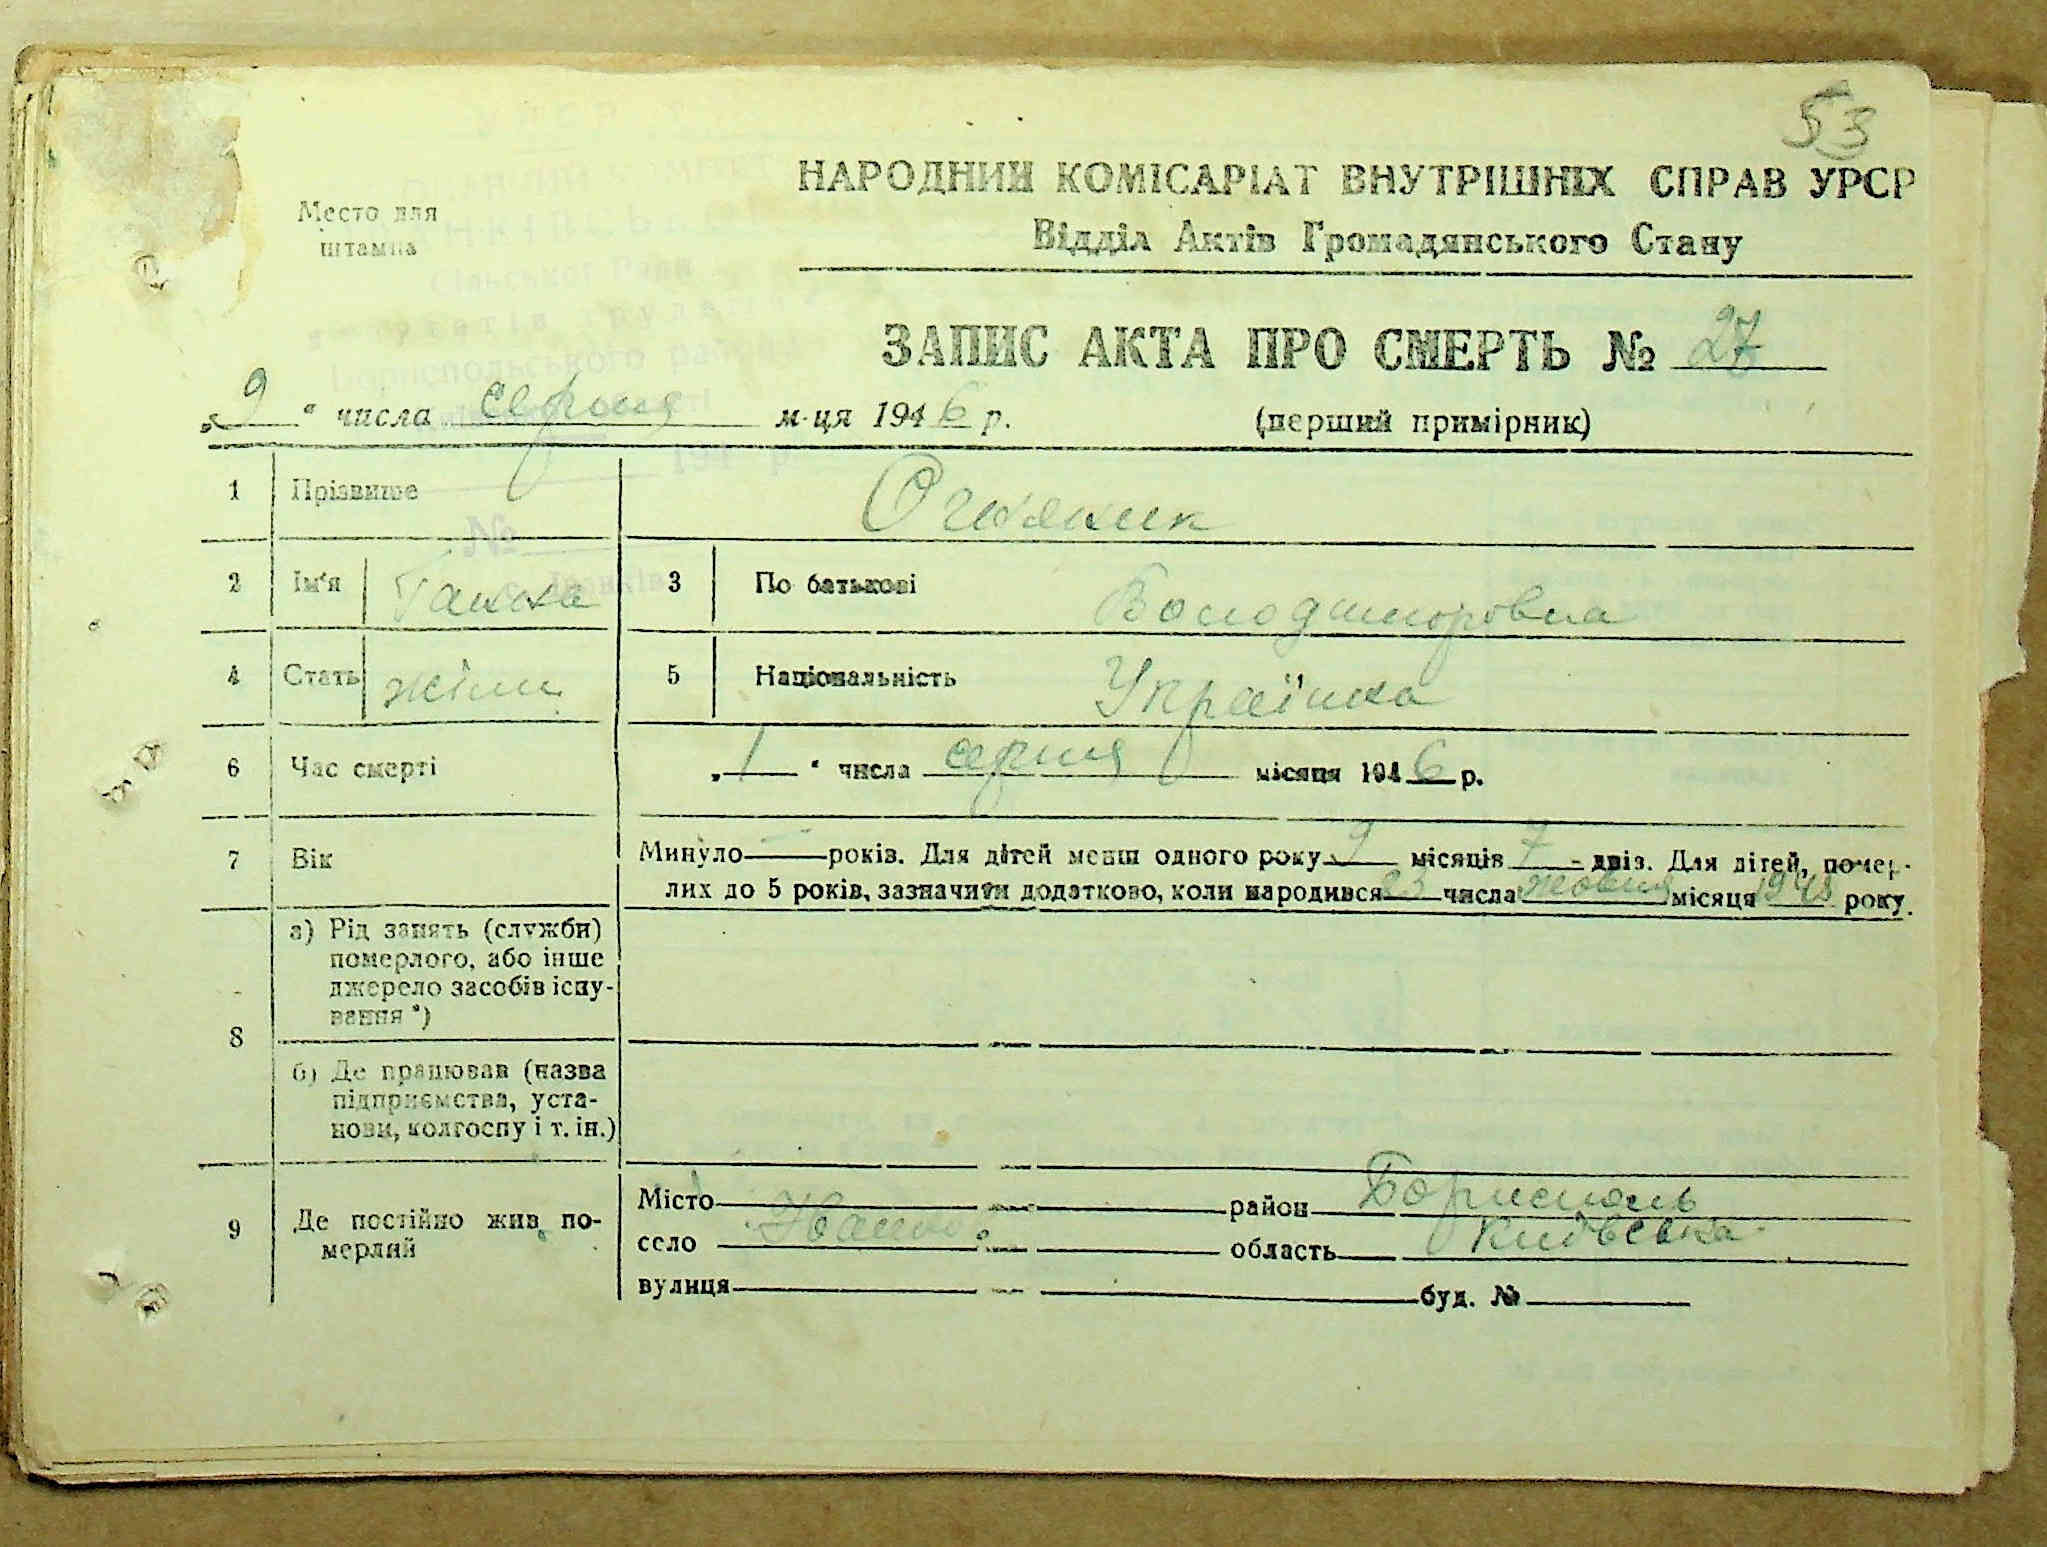 53
Место для
штампа
НАРОДНИЙ КОМІСАРІАТ ВНУТРІШНІХ СПРАВ УРСР
Відділ Актів Громадянського Стану
ЗАПИС АКТА ПРО СМЕРТЬ № 27
„9“ числа серпня м-ця 1946 р. (перший примірник)
1 Прізвище
2 Ім'я Ганна 3 По батькові Володимировна
4 Стать жіноч 5 Національність Українка
6 Час смерті „1“ числа серпня місяця 1946 р.
7 Вік Минуло — років. Для дітей менш одного року 9 місяців 7 - днів. Для дітей, помер-
лих до 5 років, зазначити додатково, коли народився 23 числа жовтня місяця 1945 року.
8
а) Рід занять (служби)
померлого, або інше
джерело засобів існу-
вання *)
б) Де працював (назва
підприємства, уста-
нови, колгоспу і т. ін.)
9 Де постійно жив по-
мерлий
Місто район Бориспіль
село область Київська
вулиця буд. №